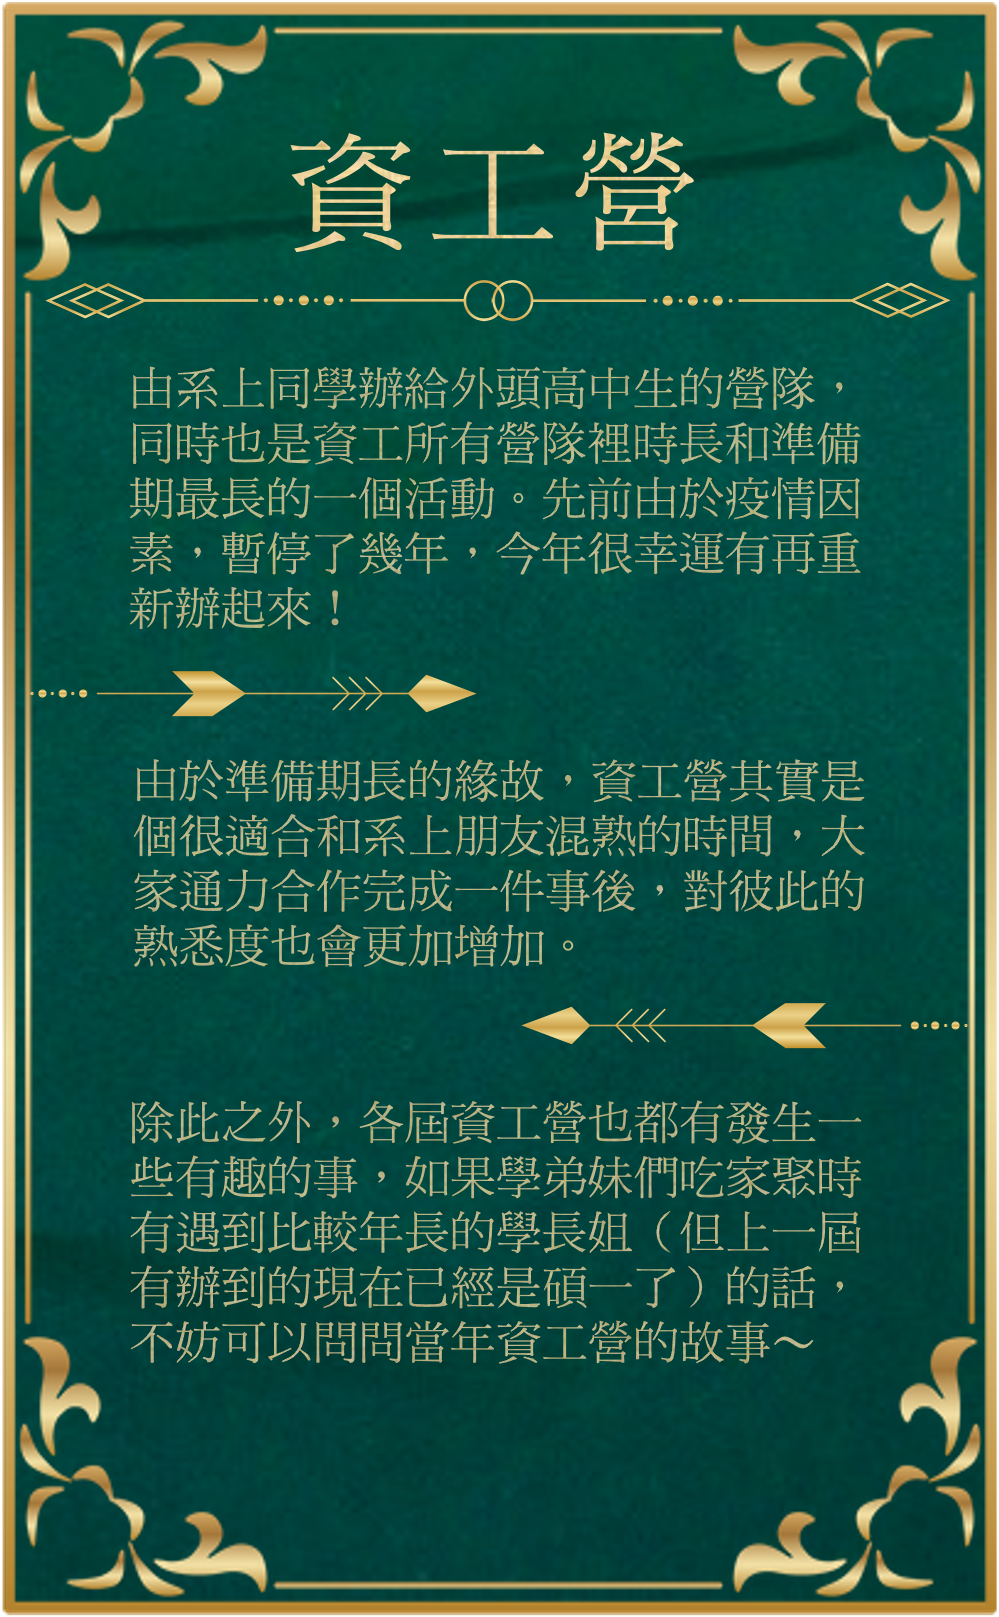 資工營
由系上同學辦給外頭高中生的營隊，
同時也是資工所有營隊裡時長和準備
期最長的一個活動。先前由於疫情因
素，暫停了幾年，今年很幸運有再重
新辦起來！
由於準備期長的緣故，資工營其實是
個很適合和系上朋友混熟的時間，大
家通力合作完成一件事後，對彼此的
熟悉度也會更加增加。
除此之外，各屆資工營也都有發生一
些有趣的事，如果學弟妹們吃家聚時
有遇到比較年長的學長姐（但上一屆
有辦到的現在已經是碩一了）的話，
不妨可以問問當年資工營的故事～